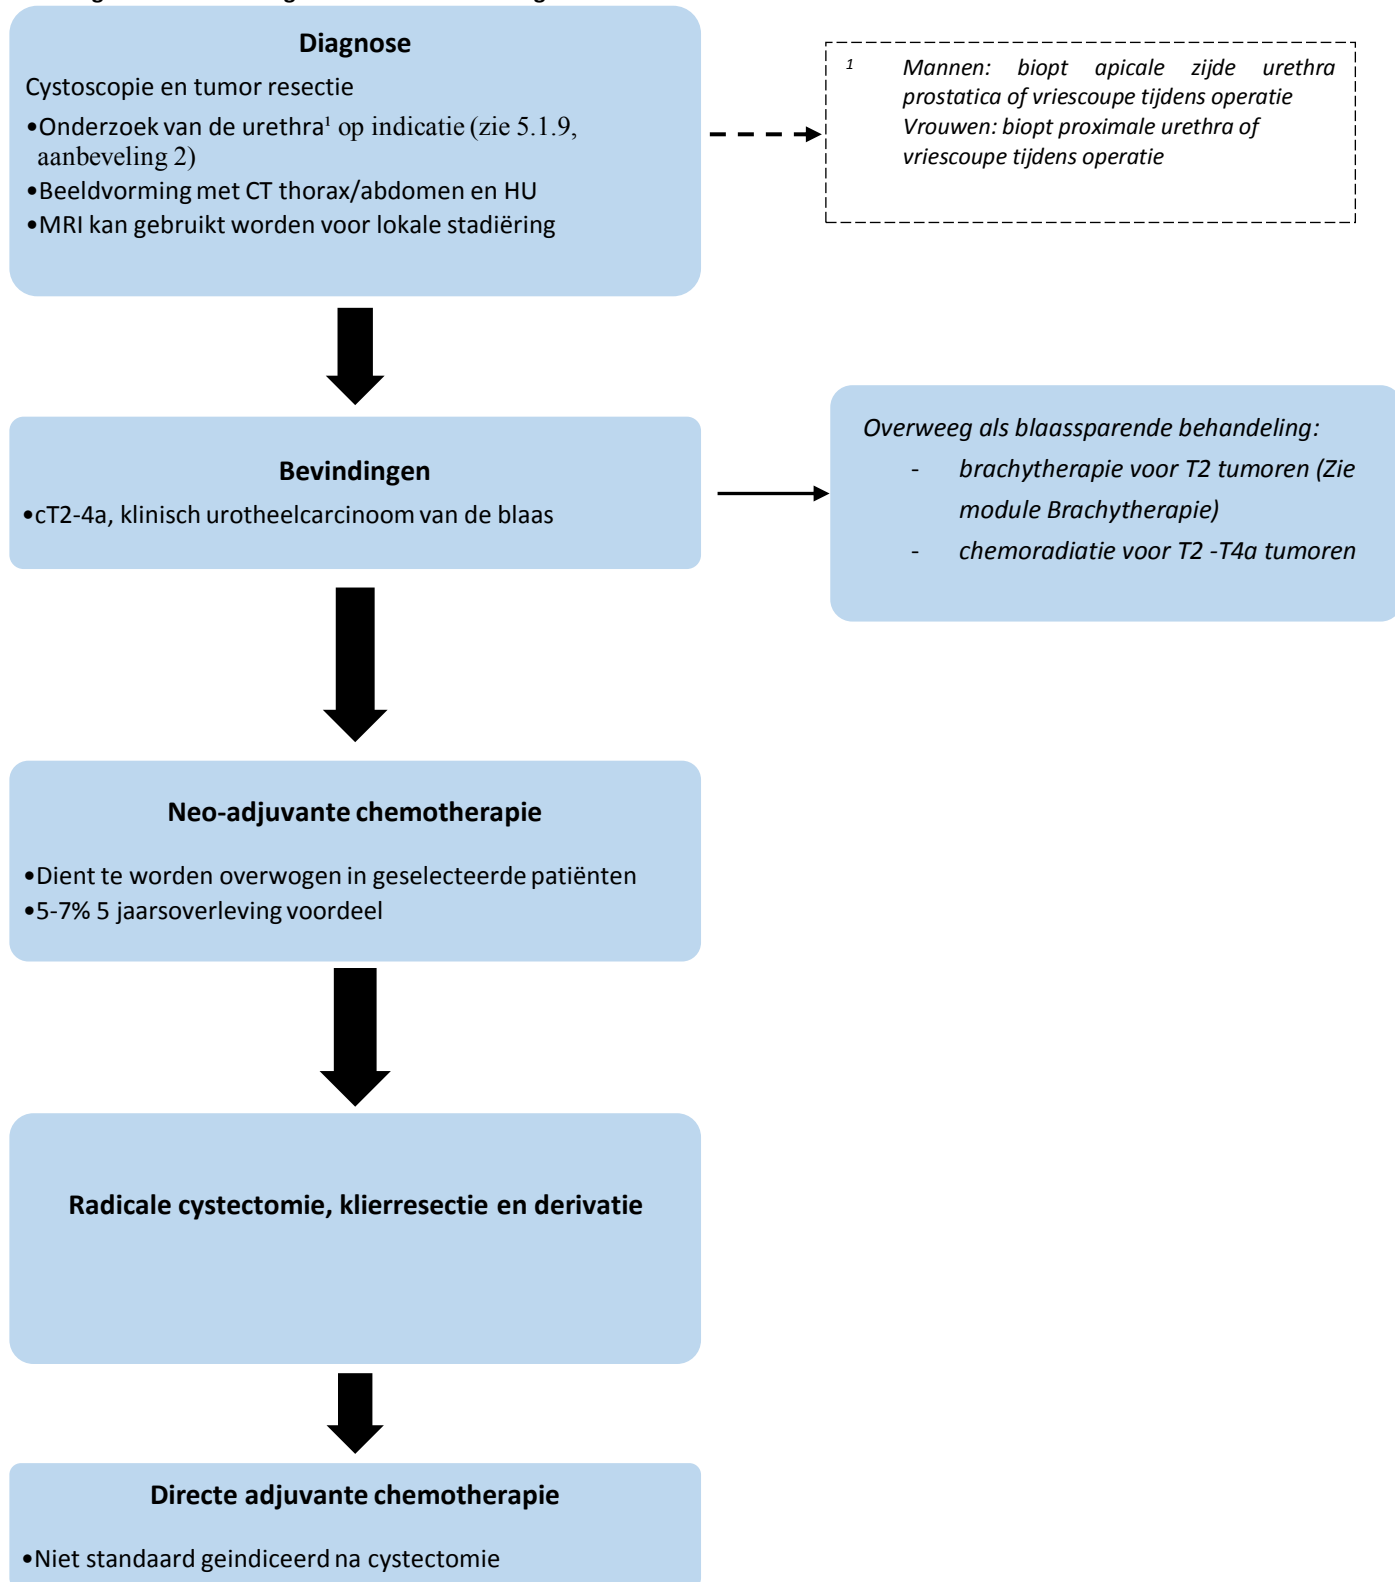 Diagnose
Cystoscopie en tumor resectie
•Onderzoek van de urethra¹ op indicatie (zie 5.1.9,
aanbeveling 2)
•Beeldvorming met CT thorax/abdomen en HU
•MRI kan gebruikt worden voor lokale stadiëring
1 Mannen: biopt apicale zijde urethra
prostatica of vriescoupe tijdens operatie
Vrouwen: biopt proximale urethra of
vriescoupe tijdens operatie
Bevindingen
•cT2-4a, klinisch urotheelcarcinoom van de blaas
Overweeg als blaassparende behandeling:
- brachytherapie voor T2 tumoren (Zie
module Brachytherapie)
- chemoradiatie voor T2 -T4a tumoren
Neo-adjuvante chemotherapie
•Dient te worden overwogen in geselecteerde patiënten
•5-7% 5 jaarsoverleving voordeel
Radicale cystectomie, klierresectie en derivatie
Directe adjuvante chemotherapie
•Niet standaard geindiceerd na cystectomie